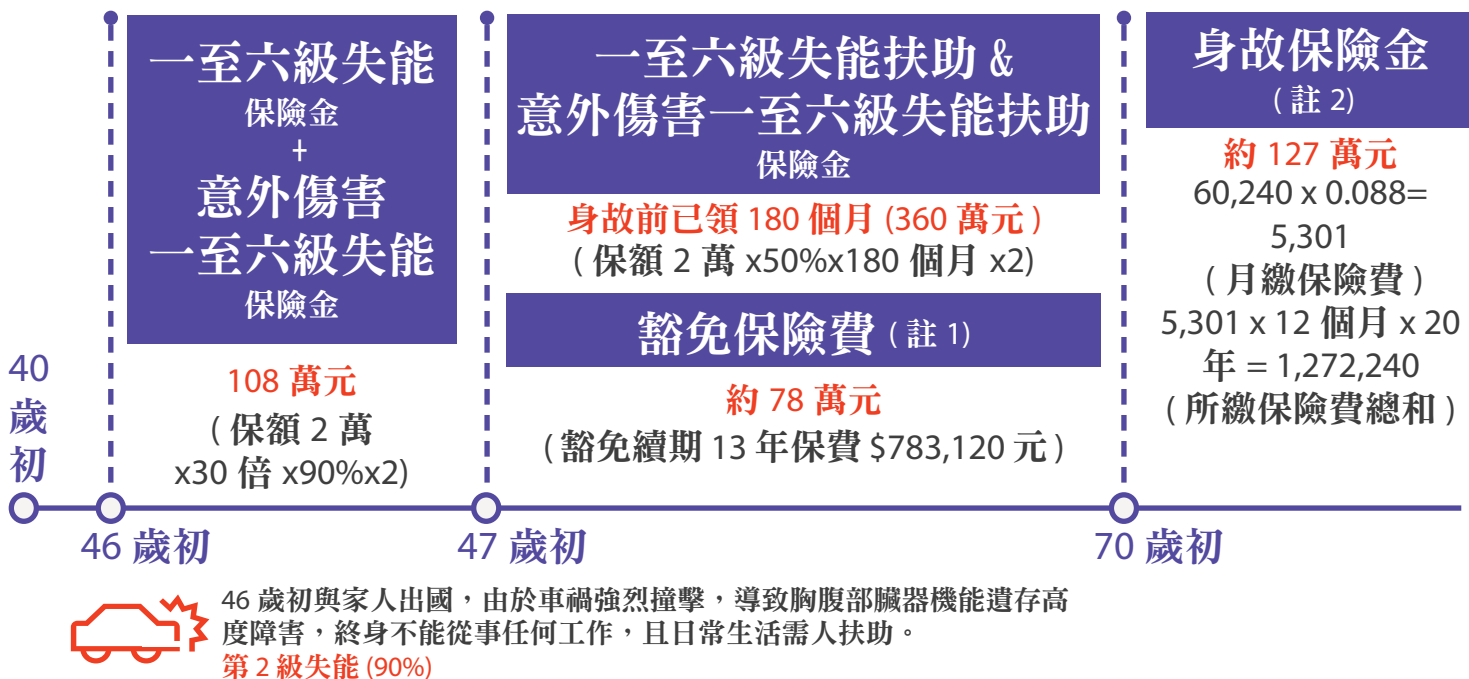 一至六級失能
保險金
+
意外傷害
一至六級失能
保險金
108 萬元
( 保額 2 萬
x30 倍 x90%x2)
一至六級失能扶助 &
意外傷害一至六級失能扶助
保險金
身故前已領 180 個月 (360 萬元 )
( 保額 2 萬 x50%x180 個月 x2)
豁免保險費 ( 註 1)
約 78 萬元
( 豁免續期 13 年保費 $783,120 元 )
身故保險金
( 註 2)
約 127 萬元
60,240 x 0.088=
5,301
( 月繳保險費 )
5,301 x 12 個月 x 20
年 = 1,272,240
( 所繳保險費總和 )
40
歲
初
46 歲初
47 歲初
70 歲初
46 歲初與家人出國，由於車禍強烈撞擊，導致胸腹部臟器機能遺存高
度障害，終身不能從事任何工作，且日常生活需人扶助。
第 2 級失能 (90%)